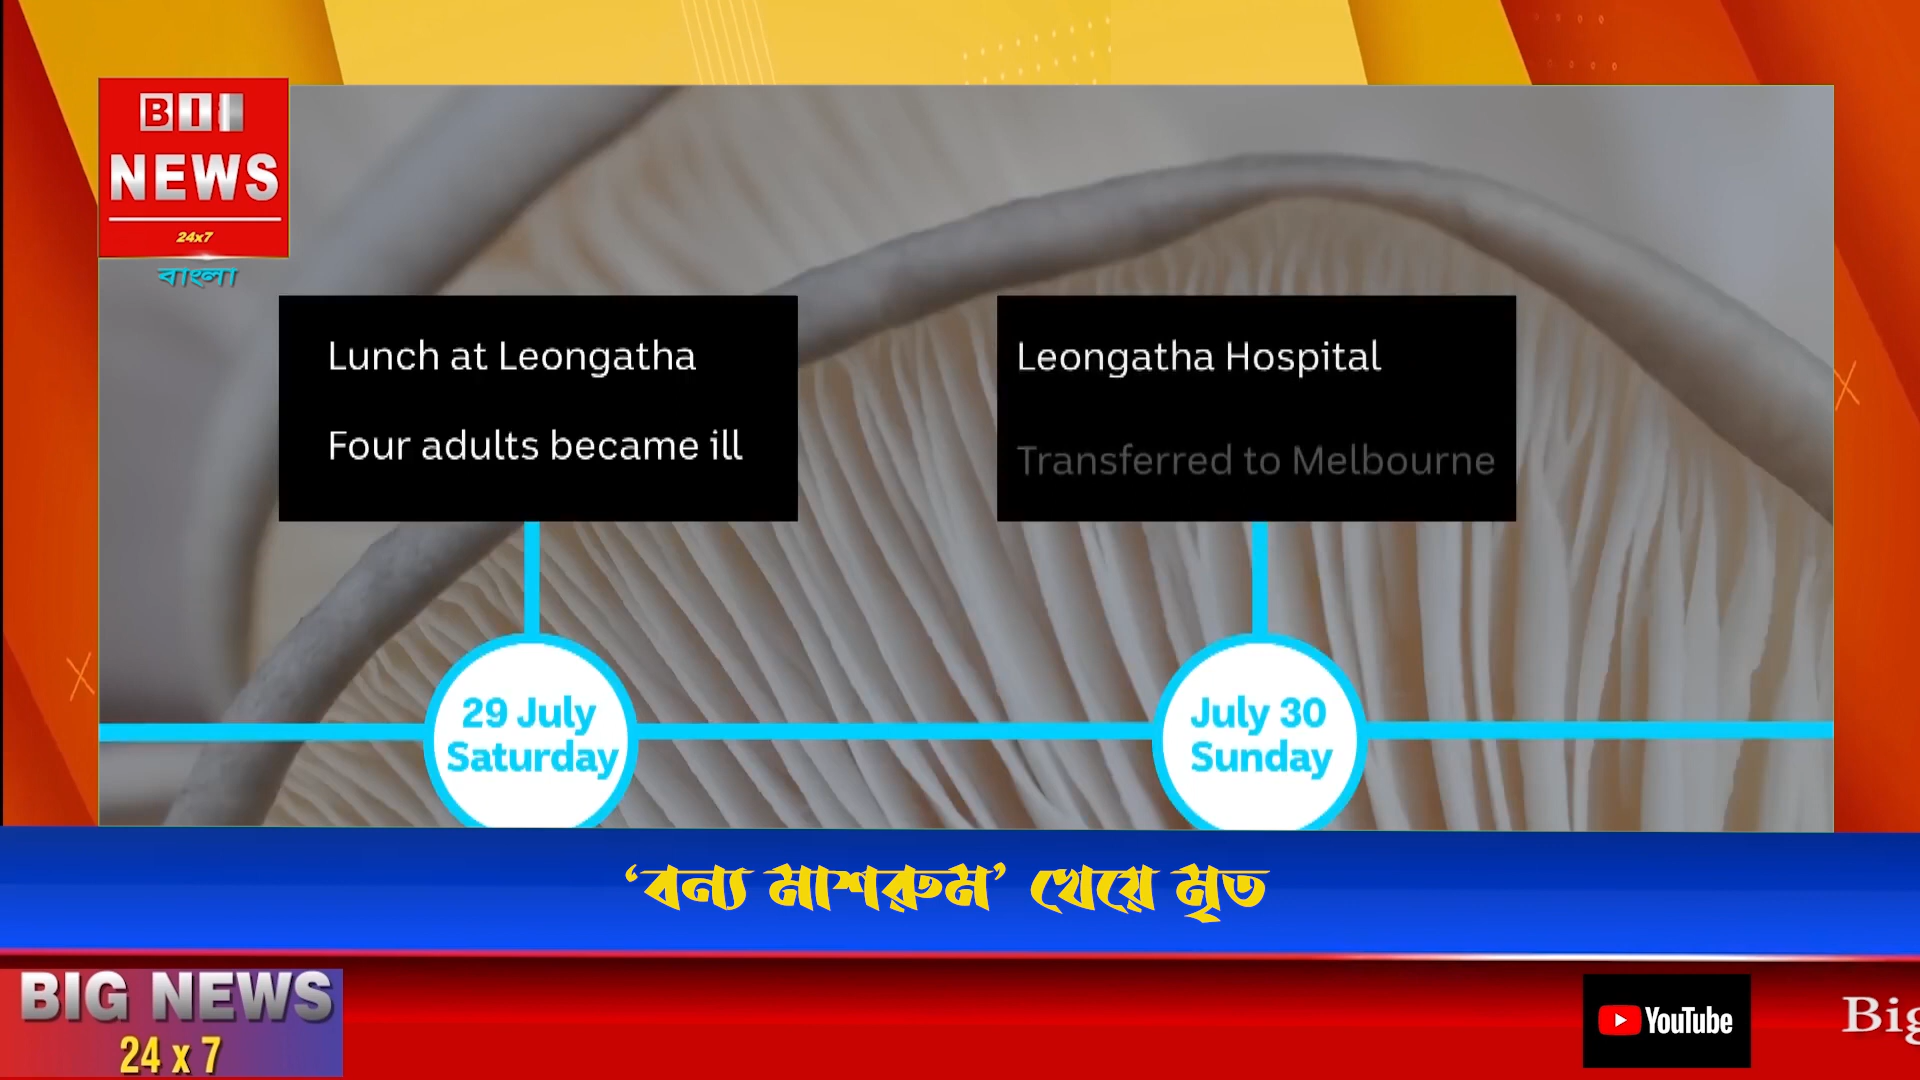 NEWS
24x7
বাংলা
Lunch at Leongatha
Four adults became ill
Leongatha Hospital
Transferred to Melbourne
29 July
Saturday
July 30
Sunday
‘বন্য মাশরুম’ খেয়ে মৃত
BIG NEWS
24 x 7
YouTube
Big